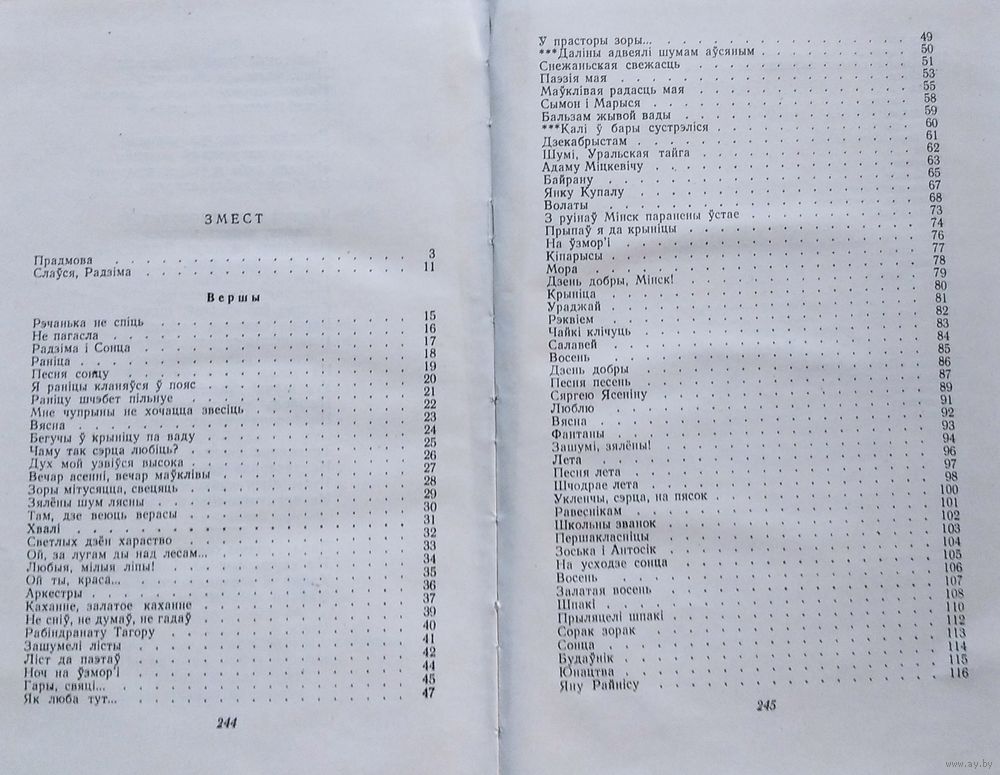 ЗМЕСТ
Прадмова 3
Слаўся, Радзіма 11
Вершы
Рэчанька не спіць 15
Не пагасла 16
Радзіма і Сонца 17
Раніца 18
Песня сонцу 19
Я раніцы кланяўся ў пояс 20
Раніцу шчэбет пільнуе 21
Мне чупрыны не хочацца звесіць 22
Вясна 23
Бегучы ў крыніцу па ваду 24
Чаму так сэрца любіць? 25
Дух мой узвіўся высока 26
Вечар асенні, вечар маўклівы 27
Зоры мітусяцца, свецяць 28
Зялёны шум лясны 29
Там, дзе веюць верасы 30
Хвалі 31
Светлых дзён хараство 32
Ой, за лугам ды над лесам... 33
Любыя, мілыя ліпы! 34
Ой ты, краса... 35
Аркестры 36
Каханне, залатое каханне 37
Не сніў, не думаў, не гадаў 39
Рабіндранату Тагору 40
Зашумелі лісты 41
Ліст да паэтаў 42
Ноч на ўзмор'і 44
Гары, свяці... 45
Як люба тут... 47
244
У прасторы зоры... 49
***Даліны адвеялі шумам аўсяным 50
Снежаньская свежасць 51
Паэзія мая 53
Маўклівая радасць мая 55
Сымон і Марыся 58
Бальзам жывой вады 59
***Калі ў бары сустрэліся 60
Дзекабрыстам 61
Шумі, Уральская тайга 62
Адаму Міцкевічу 63
Байрану 65
Янку Купалу 67
Волаты 68
З руінаў Мінск паранены ўстае 73
Прыпаў я да крыніцы 74
На ўзмор'і 76
Кіпарысы 77
Мора 78
Дзень добры, Мінск! 79
Крыніца 80
Ураджай 81
Рэквіем 82
Чайкі клічуць 83
Салавей 84
Восень 85
Дзень добры 86
Песня песень 87
Сяргею Ясеніну 89
Люблю 91
Вясна 92
Фантаны 93
Зашумі, зялёны! 94
Лета 96
Песня лета 97
Шчодрае лета 98
Укленчы, сэрца, на пясок 100
Равеснікам 101
Школьны званок 102
Першакласніцы 103
Зоська і Антосік 104
На усходзе сонца 105
Восень 106
Залатая восень 107
Шпакі 108
Прыляцелі шпакі 110
Сорак зорак 112
Сонца 113
Будаўнік 114
Юнацтва 115
Яну Райнісу 116
245
www.ay.by